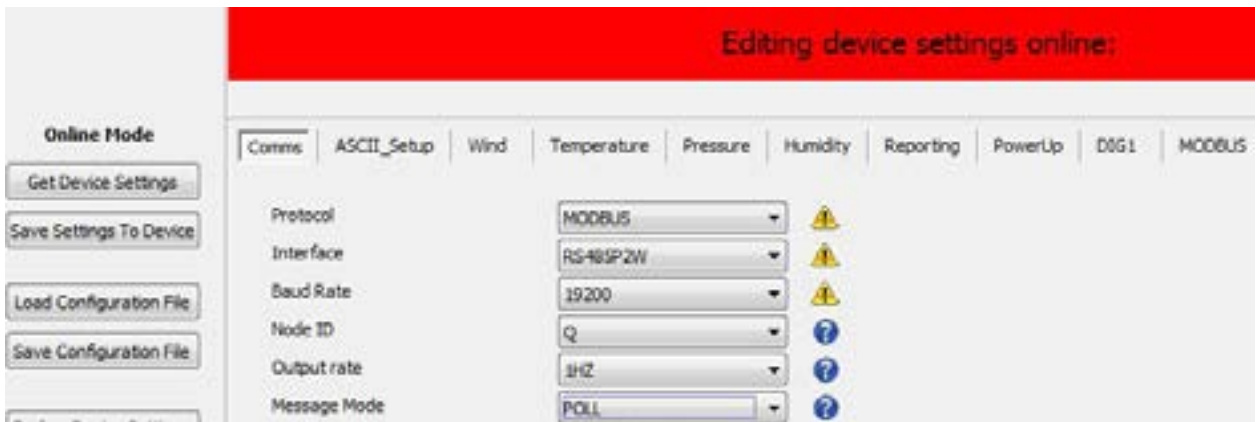 Editing device settings online:
Online Mode
Comms ASCII_Setup Wind Temperature Pressure Humidity Reporting PowerUp DIG1 MODBUS
Get Device Settings
Save Settings To Device
Load Configuration File
Save Configuration File
Protocol MODBUS
Interface RS485P2W
Baud Rate 19200
Node ID Q
Output rate 1HZ
Message Mode POLL